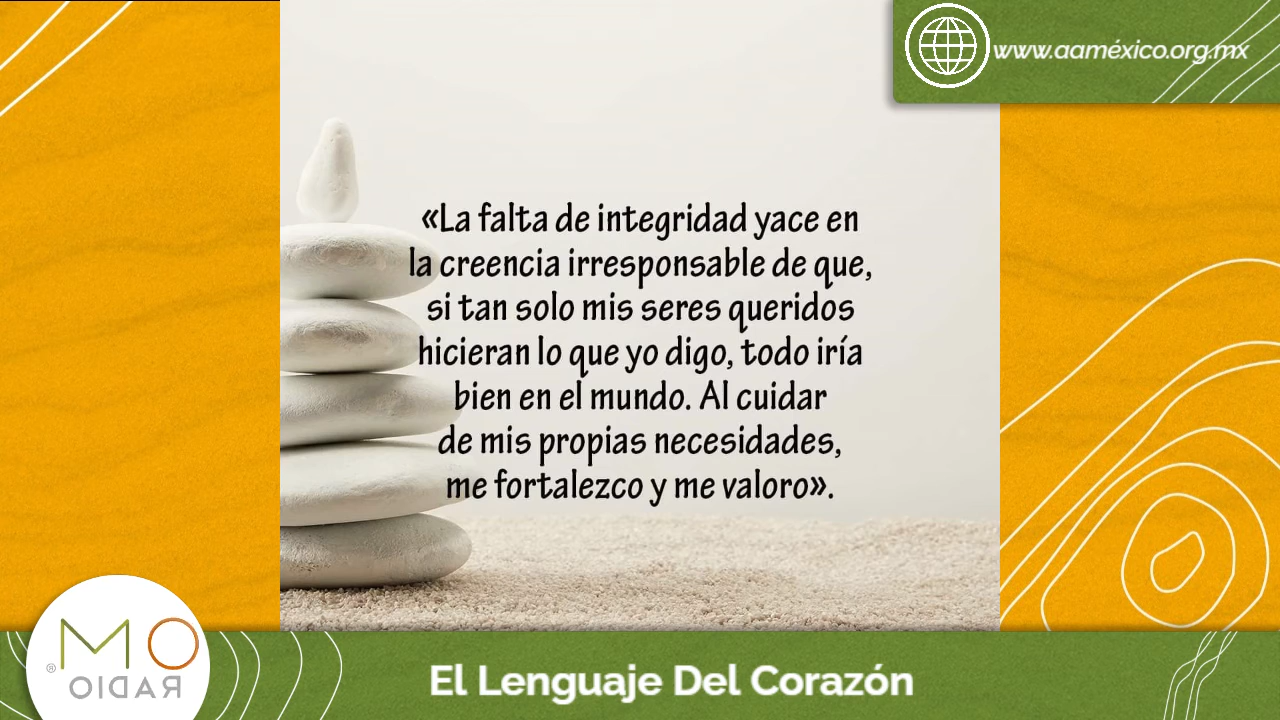 www.aaméxico.org.mx
«La falta de integridad yace en
la creencia irresponsable de que,
si tan solo mis seres queridos
hicieran lo que yo digo, todo iría
bien en el mundo. Al cuidar
de mis propias necesidades,
me fortalezco y me valoro».
OM
RADIO
®
El Lenguaje Del Corazón